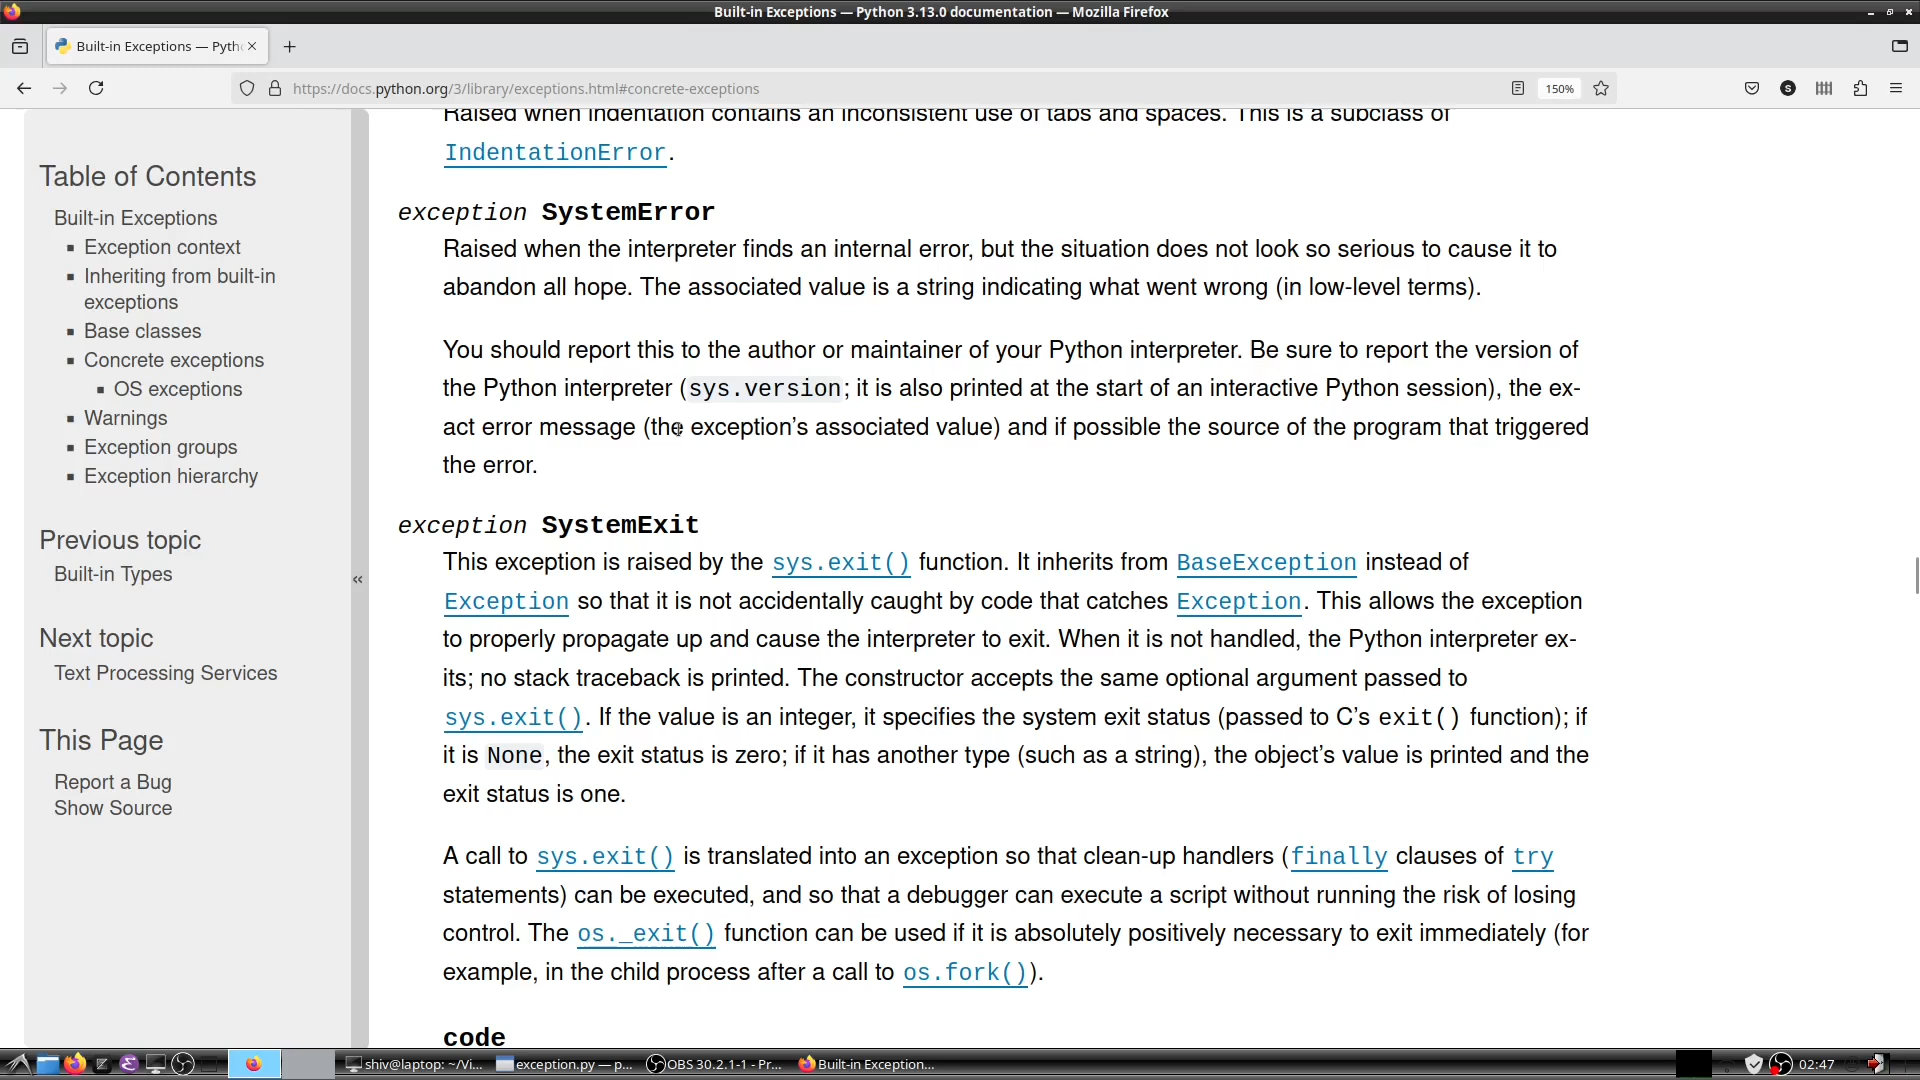 Built-in Exceptions — Python 3.13.0 documentation — Mozilla Firefox
Built-in Exceptions — Pyth
https://docs.python.org/3/library/exceptions.html#concrete-exceptions
150%
S
Table of Contents
Built-in Exceptions
Exception context
Inheriting from built-in
exceptions
Base classes
Concrete exceptions
OS exceptions
Warnings
Exception groups
Exception hierarchy
Previous topic
Built-in Types
Next topic
Text Processing Services
This Page
Report a Bug
Show Source
«
Raised when indentation contains an inconsistent use of tabs and spaces. This is a subclass of
IndentationError.
exception SystemError
Raised when the interpreter finds an internal error, but the situation does not look so serious to cause it to
abandon all hope. The associated value is a string indicating what went wrong (in low-level terms).
You should report this to the author or maintainer of your Python interpreter. Be sure to report the version of
the Python interpreter (sys.version; it is also printed at the start of an interactive Python session), the ex-
act error message (the exception’s associated value) and if possible the source of the program that triggered
the error.
exception SystemExit
This exception is raised by the sys.exit() function. It inherits from BaseException instead of
Exception so that it is not accidentally caught by code that catches Exception. This allows the exception
to properly propagate up and cause the interpreter to exit. When it is not handled, the Python interpreter ex-
its; no stack traceback is printed. The constructor accepts the same optional argument passed to
sys.exit(). If the value is an integer, it specifies the system exit status (passed to C’s exit() function); if
it is None, the exit status is zero; if it has another type (such as a string), the object’s value is printed and the
exit status is one.
A call to sys.exit() is translated into an exception so that clean-up handlers (finally clauses of try
statements) can be executed, and so that a debugger can execute a script without running the risk of losing
control. The os._exit() function can be used if it is absolutely positively necessary to exit immediately (for
example, in the child process after a call to os.fork()).
code
shiv@laptop: ~/Vi...
exception.py — p...
OBS 30.2.1-1 - Pr...
Built-in Exception...
02:47